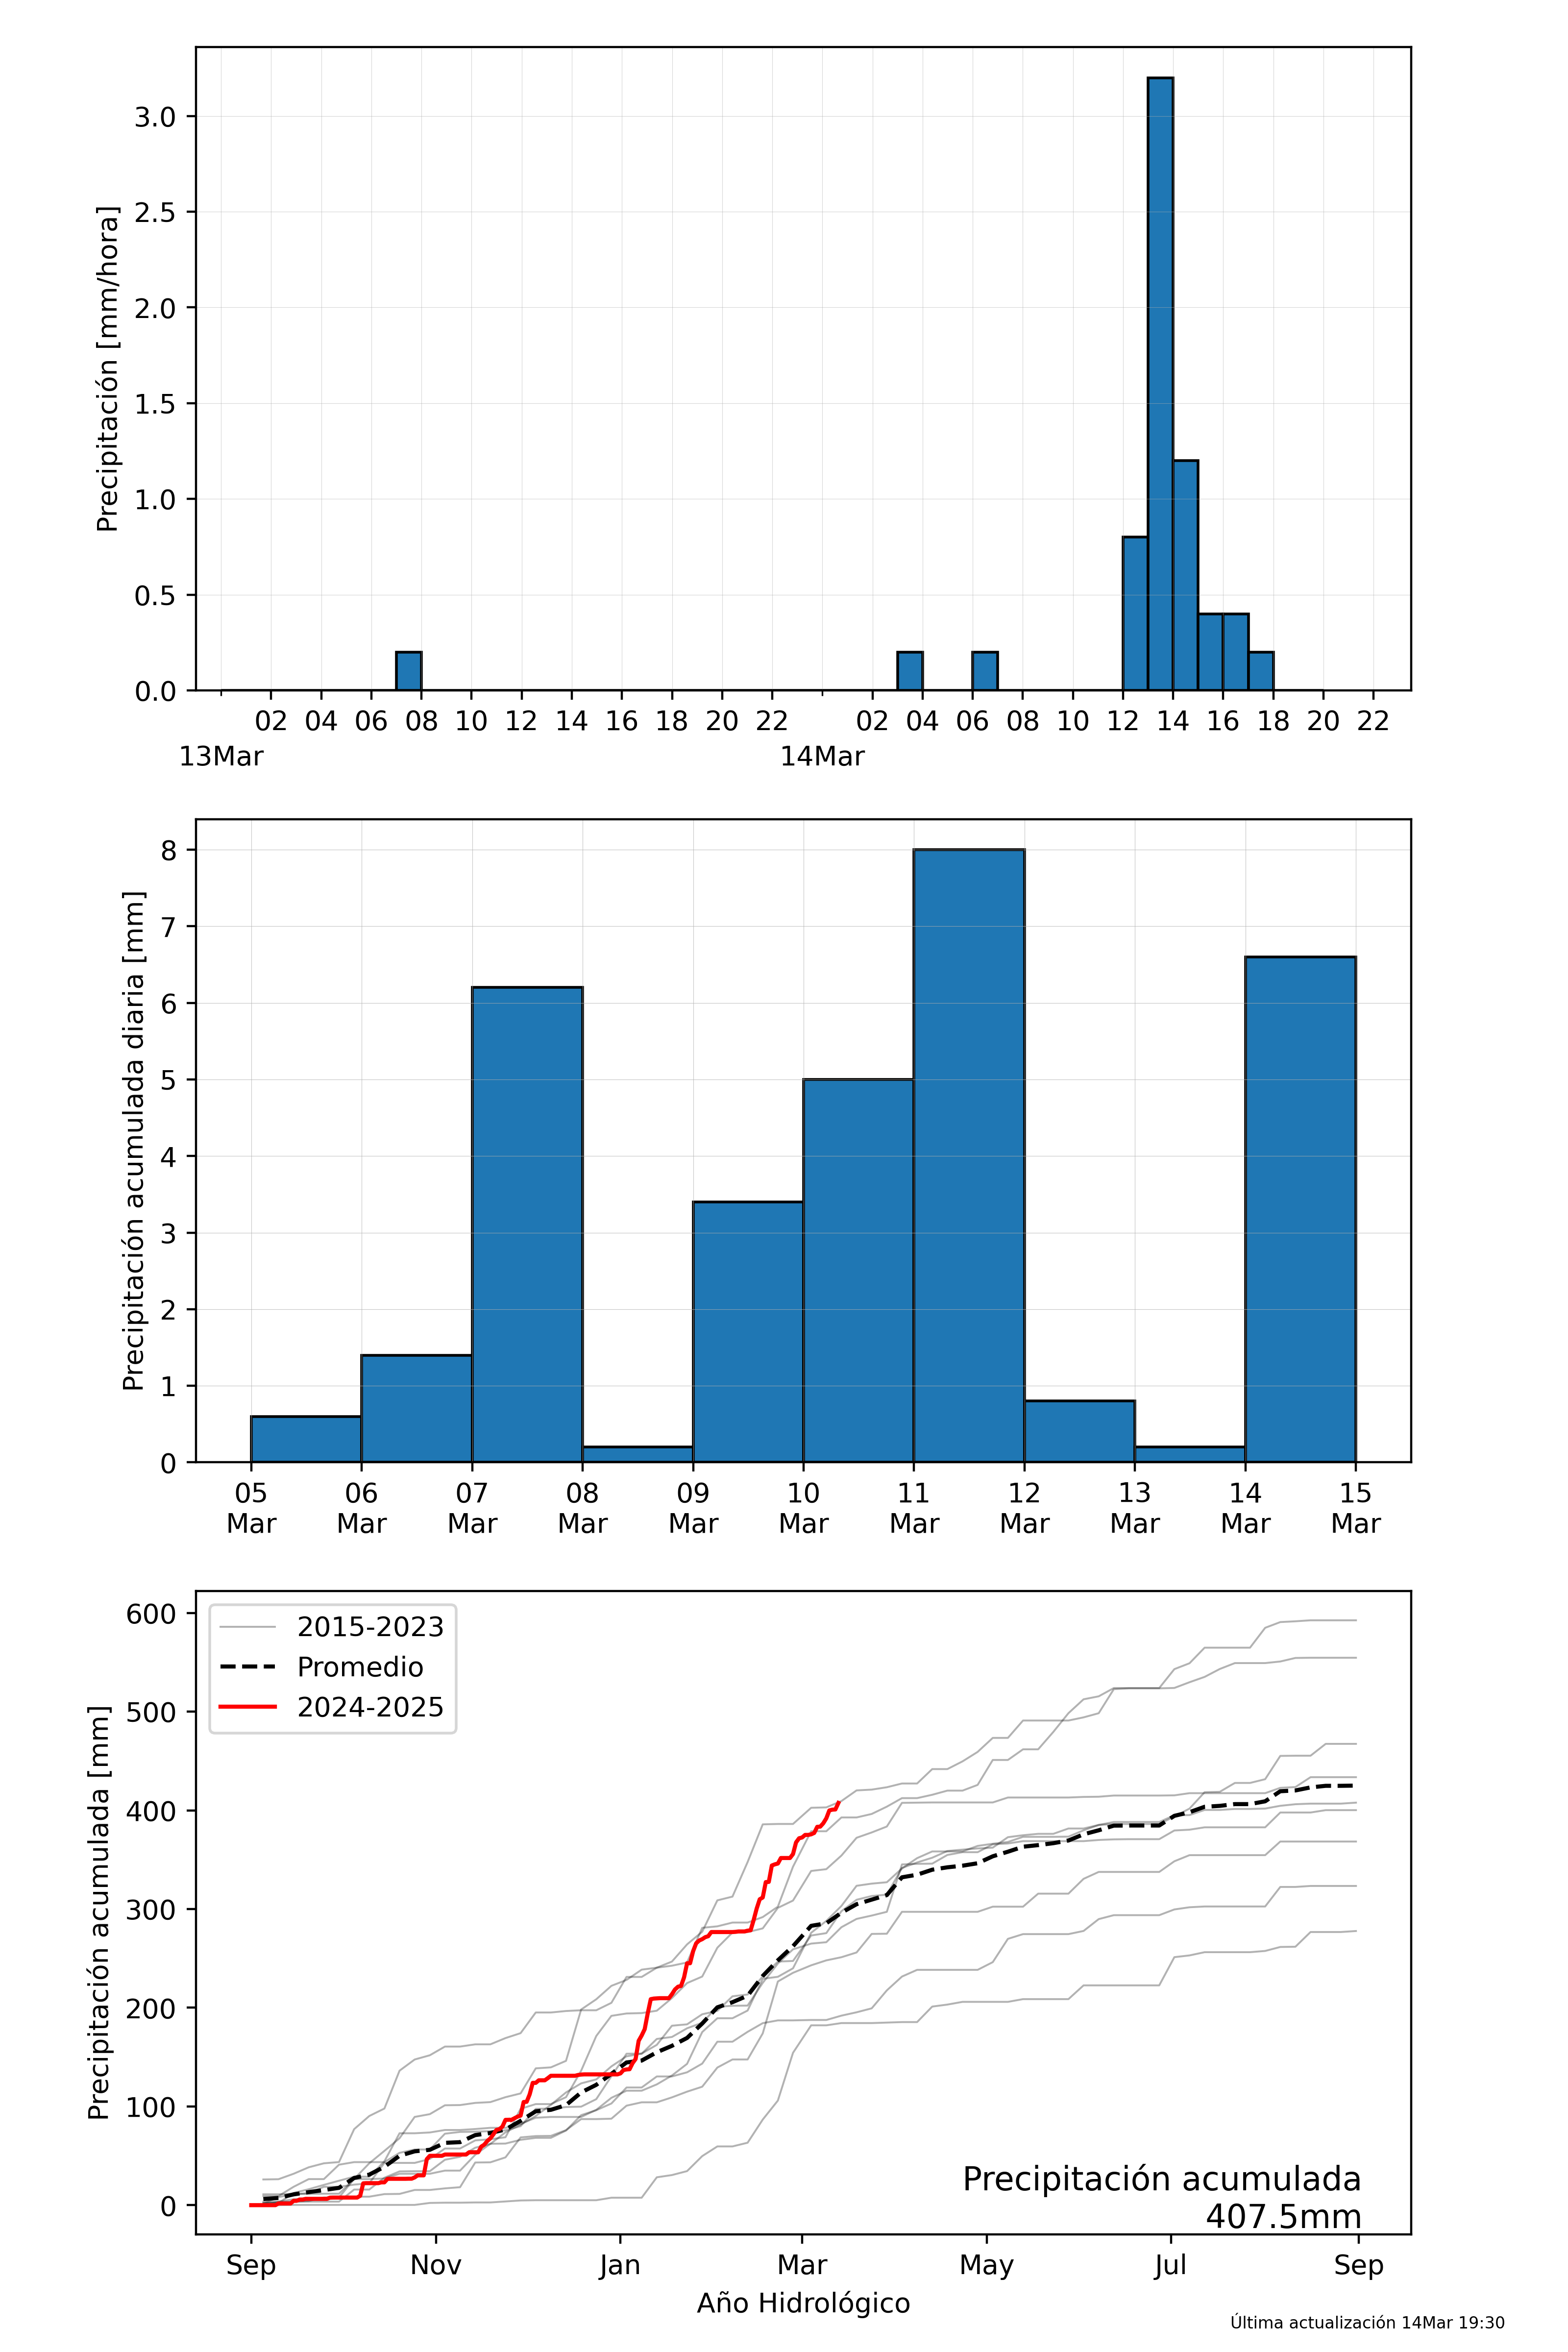 Precipitación [mm/hora]
3.0
2.5
2.0
1.5
1.0
0.5
0.0
02 04 06 08 10 12 14 16 18 20 22 02 04 06 08 10 12 14 16 18 20 22
13Mar 14Mar
Precipitación acumulada diaria [mm]
8
7
6
5
4
3
2
1
0
05 06 07 08 09 10 11 12 13 14 15
Mar Mar Mar Mar Mar Mar Mar Mar Mar Mar Mar
Precipitación acumulada [mm]
600
500
400
300
200
100
0
2015-2023
Promedio
2024-2025
Precipitación acumulada
407.5mm
Sep Nov Jan Mar May Jul Sep
Año Hidrológico
Última actualización 14Mar 19:30